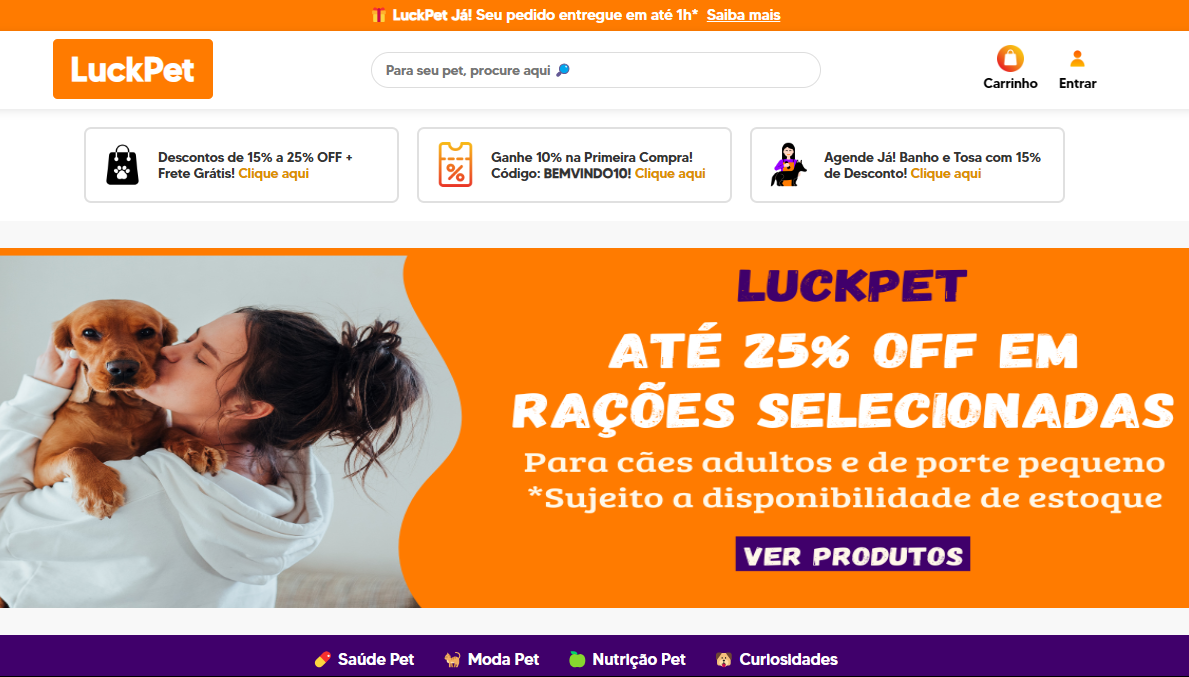 LuckPet Já! Seu pedido entregue em até 1h* Saiba mais
LuckPet
Para seu pet, procure aqui
Carrinho
Entrar
Descontos de 15% a 25% OFF +
Frete Grátis! Clique aqui
Ganhe 10% na Primeira Compra!
Código: BEMVINDO10! Clique aqui
Agende Já! Banho e Tosa com 15%
de Desconto! Clique aqui
LUCKPET
ATÉ 25% OFF EM
RAÇÕES SELECIONADAS
Para cães adultos e de porte pequeno
*Sujeito a disponibilidade de estoque
VER PRODUTOS
Saúde Pet
Moda Pet
Nutrição Pet
Curiosidades